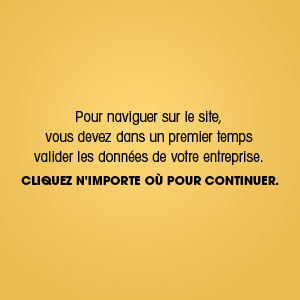 Pour naviguer sur le site,
vous devez dans un premier temps
valider les données de votre entreprise.
CLIQUEZ N'IMPORTE OÙ POUR CONTINUER.